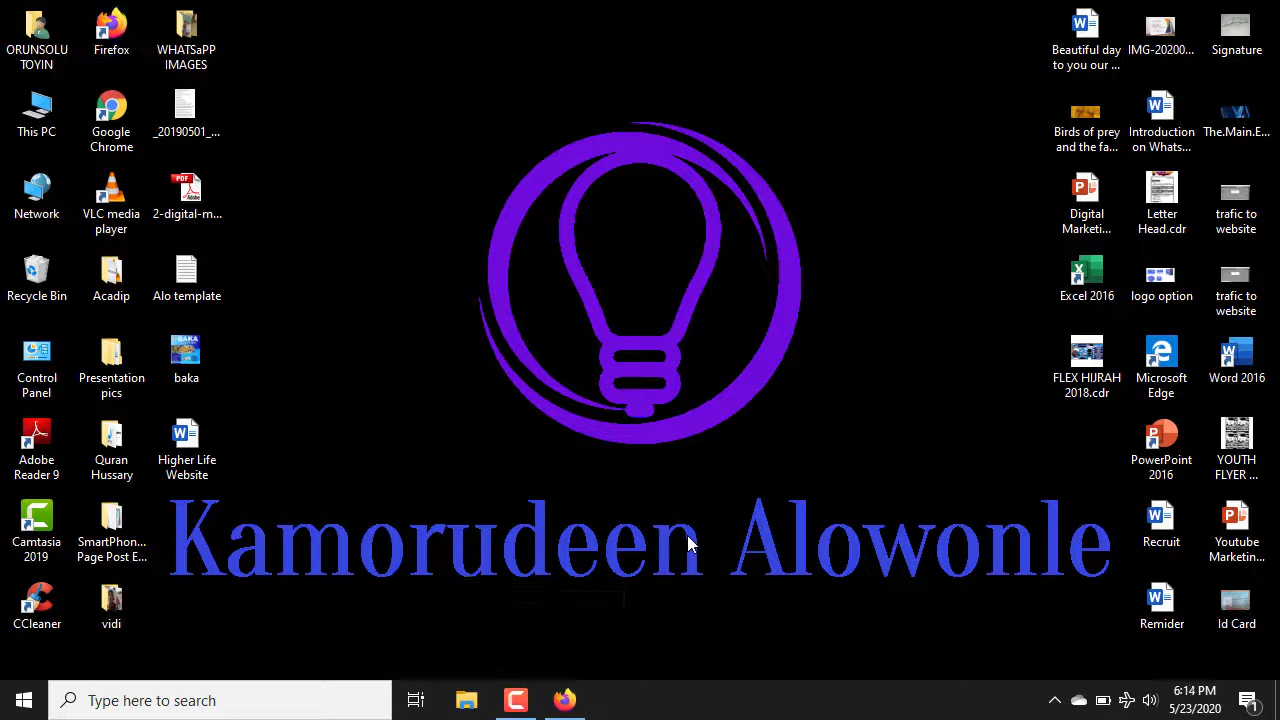 ORUNSOLU
TOYIN
Firefox
WHATSaPP
IMAGES
This PC
Google
Chrome
_20190501_...
Network
VLC media
player
PDF
Adobe
2-digital-m...
Recycle Bin
Acadip
Alo template
Control
Panel
Presentation
pics
BAKA
baka
Adobe
Reader 9
Quran
Hussary
Higher Life
Website
Camtasia
2019
SmartPhon...
Page Post E...
CCleaner
vidi
Kamorudeen Alowonle
Beautiful day
to you our ...
IMG-20200...
Signature
Birds of prey
and the fa...
Introduction
on Whats...
The.Main.E...
Digital
Marketi...
Letter
Head.cdr
trafic to
website
Excel 2016
logo option
trafic to
website
FLEX HIJRAH
2018.cdr
Microsoft
Edge
Word 2016
PowerPoint
2016
YOUTH
FLYER ...
Recruit
Youtube
Marketin...
Remider
Id Card
Type here to search
6:14 PM
5/23/2020
1